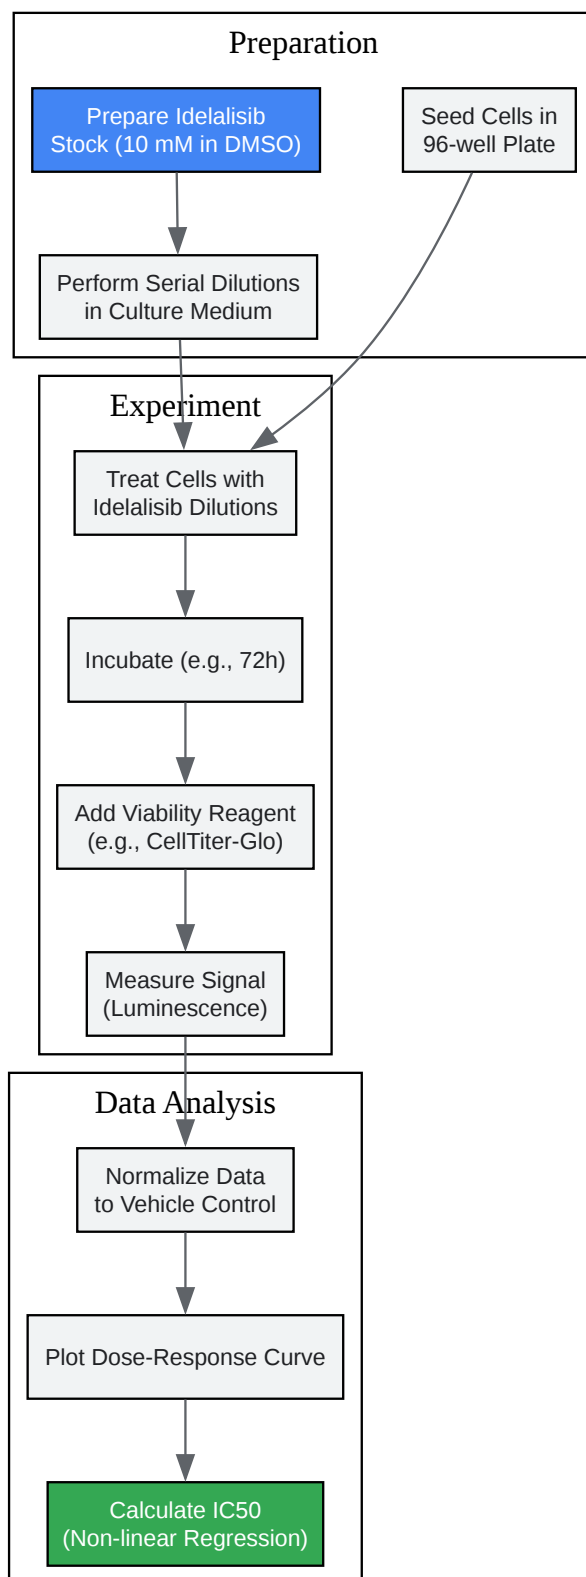 Preparation
Prepare Idelalisib
Stock (10 mM in DMSO)
Seed Cells in
96-well Plate
Perform Serial Dilutions
in Culture Medium
Experiment
Treat Cells with
Idelalisib Dilutions
Incubate (e.g., 72h)
Add Viability Reagent
(e.g., CellTiter-Glo)
Measure Signal
(Luminescence)
Data Analysis
Normalize Data
to Vehicle Control
Plot Dose-Response Curve
Calculate IC50
(Non-linear Regression)